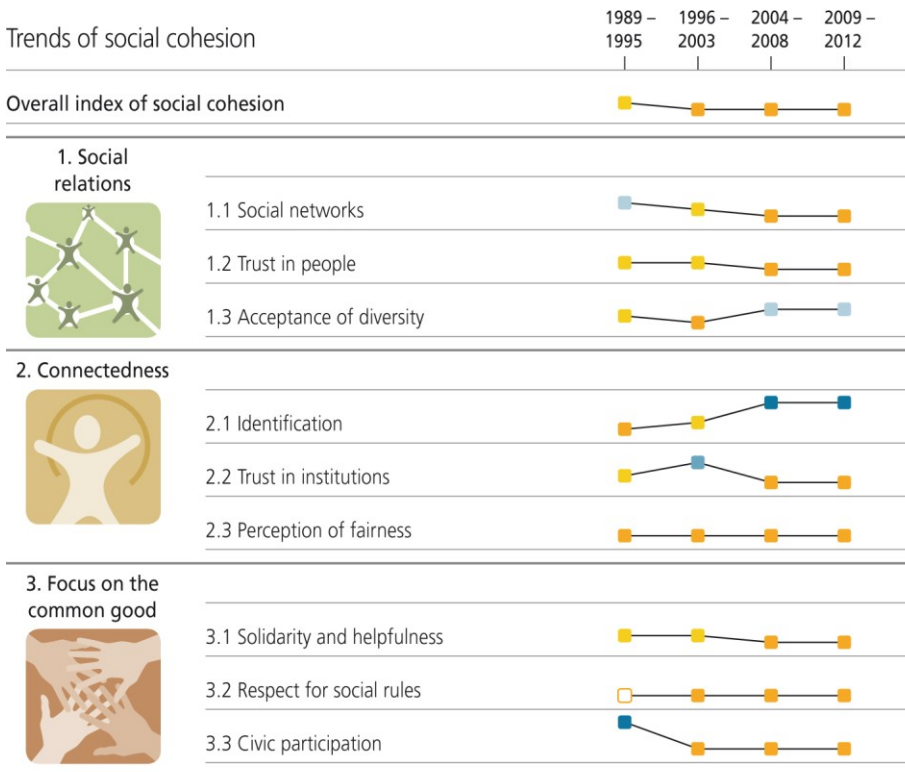 Trends of social cohesion
1989 – 1996 – 2004 – 2009 –
1995 2003 2008 2012
Overall index of social cohesion
1. Social
relations
1.1 Social networks
1.2 Trust in people
1.3 Acceptance of diversity
2. Connectedness
2.1 Identification
2.2 Trust in institutions
2.3 Perception of fairness
3. Focus on the
common good
3.1 Solidarity and helpfulness
3.2 Respect for social rules
3.3 Civic participation